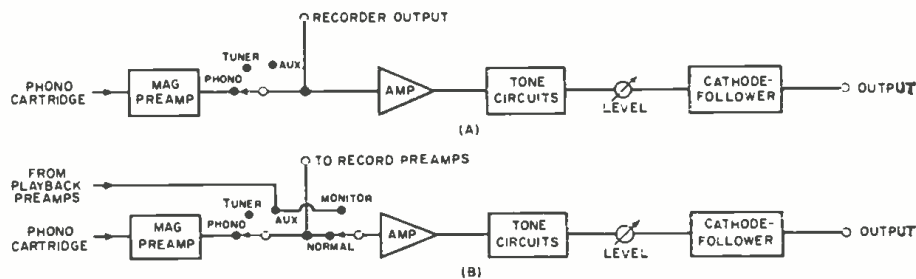 RECORDER OUTPUT
TUNER
AUX
PHONO
CARTRIDGE
MAG
PREAMP
PHONO
AMP
TONE
CIRCUITS
LEVEL
CATHODE-
FOLLOWER
OUTPUT
(A)
TO RECORD PREAMPS
FROM
PLAYBACK
PREAMPS
TUNER
AUX
MONITOR
PHONO
CARTRIDGE
MAG
PREAMP
PHONO
NORMAL
AMP
TONE
CIRCUITS
LEVEL
CATHODE-
FOLLOWER
OUTPUT
(B)